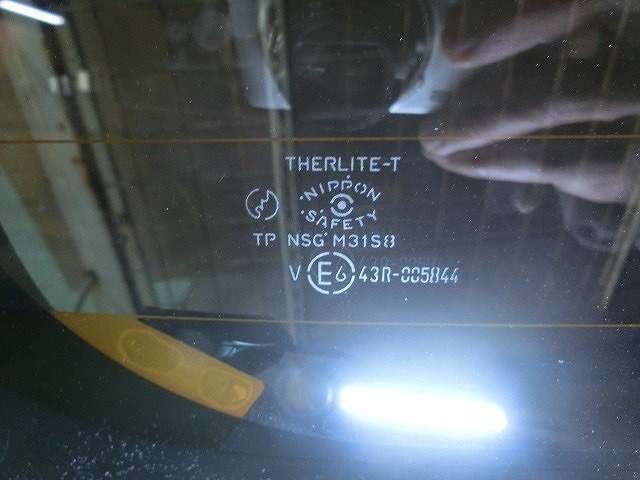 THERLITE-T
NIPPON
SAFETY
TP NSG M31S8
V E6 43R-005844